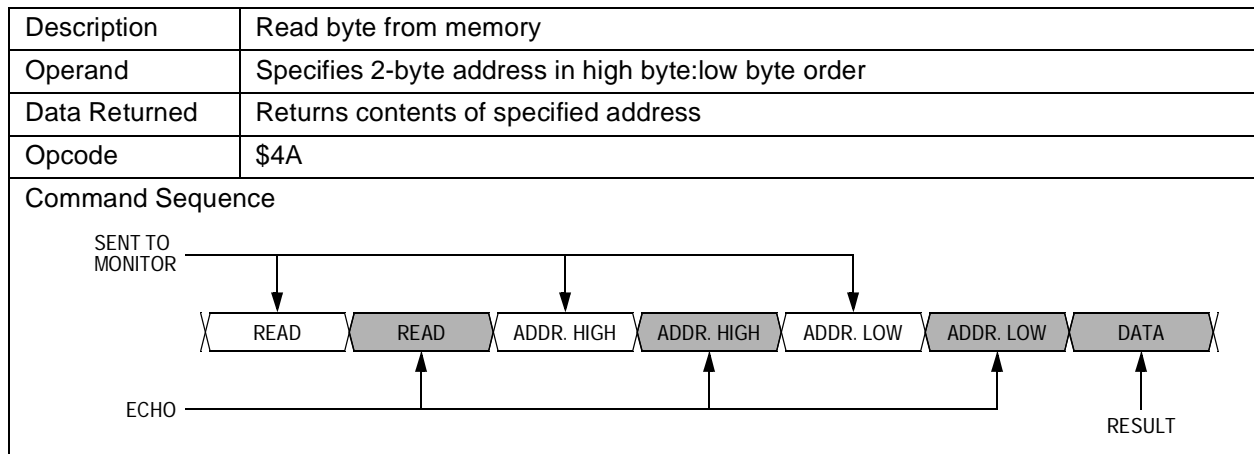 Description Read byte from memory
Operand Specifies 2-byte address in high byte:low byte order
Data Returned Returns contents of specified address
Opcode $4A
Command Sequence
SENT TO
MONITOR
READ READ ADDR. HIGH ADDR. HIGH ADDR. LOW ADDR. LOW DATA
ECHO
RESULT